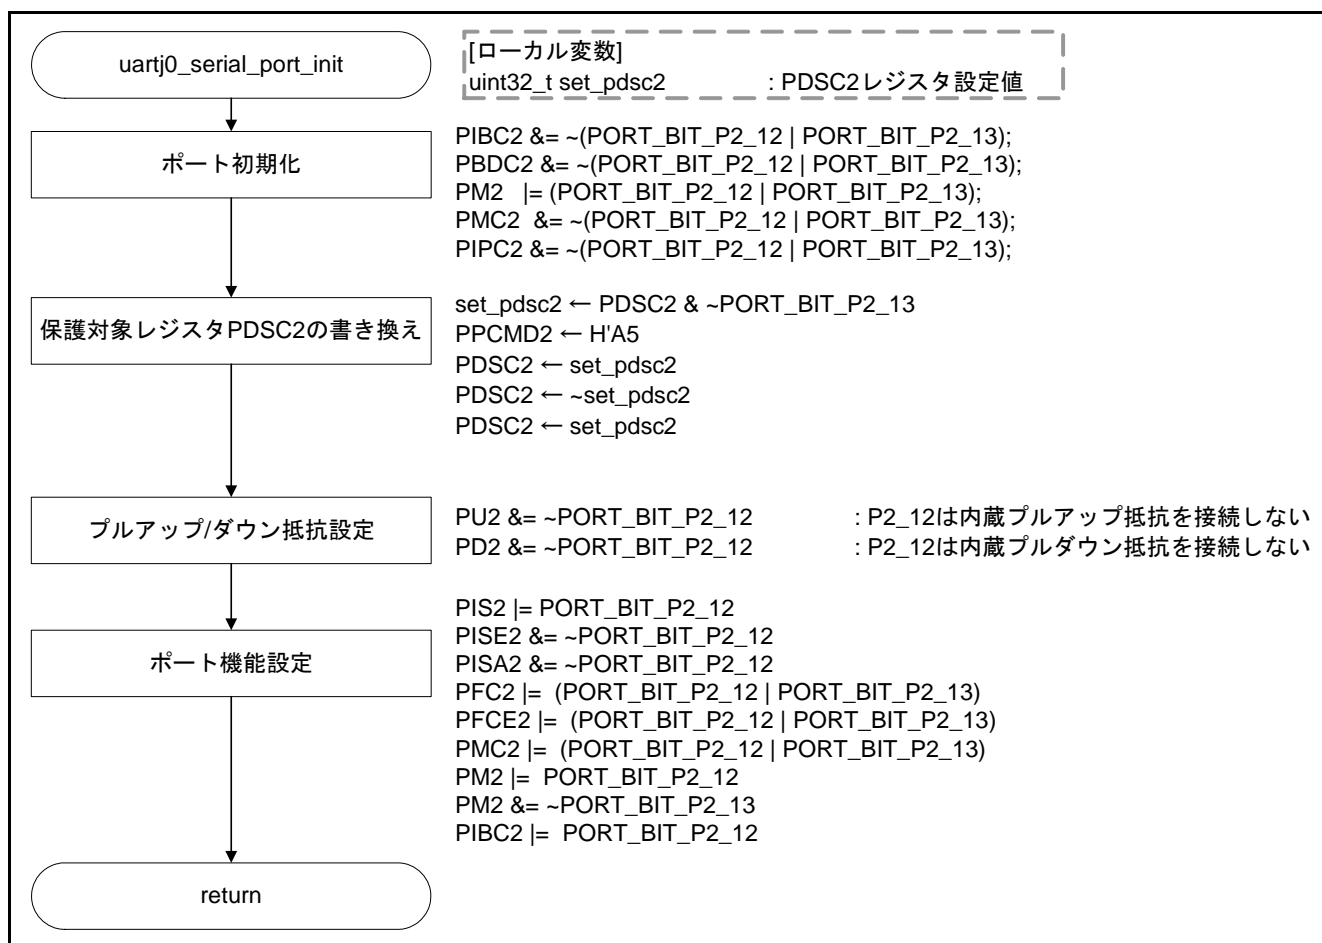 uartj0_serial_port_init
[ローカル変数]
uint32_t set_pdsc2 : PDSC2レジスタ設定値
ポート初期化
PIBC2 &= ~(PORT_BIT_P2_12 | PORT_BIT_P2_13);
PBDC2 &= ~(PORT_BIT_P2_12 | PORT_BIT_P2_13);
PM2 |= (PORT_BIT_P2_12 | PORT_BIT_P2_13);
PMC2 &= ~(PORT_BIT_P2_12 | PORT_BIT_P2_13);
PIPC2 &= ~(PORT_BIT_P2_12 | PORT_BIT_P2_13);
保護対象レジスタPDSC2の書き換え
set_pdsc2 ← PDSC2 & ~PORT_BIT_P2_13
PPCMD2 ← H'A5
PDSC2 ← set_pdsc2
PDSC2 ← ~set_pdsc2
PDSC2 ← set_pdsc2
プルアップ/ダウン抵抗設定
PU2 &= ~PORT_BIT_P2_12 : P2_12は内蔵プルアップ抵抗を接続しない
PD2 &= ~PORT_BIT_P2_12 : P2_12は内蔵プルダウン抵抗を接続しない
ポート機能設定
PIS2 |= PORT_BIT_P2_12
PISE2 &= ~PORT_BIT_P2_12
PISA2 &= ~PORT_BIT_P2_12
PFC2 |= (PORT_BIT_P2_12 | PORT_BIT_P2_13)
PFCE2 |= (PORT_BIT_P2_12 | PORT_BIT_P2_13)
PMC2 |= (PORT_BIT_P2_12 | PORT_BIT_P2_13)
PM2 |= PORT_BIT_P2_12
PM2 &= ~PORT_BIT_P2_13
PIBC2 |= PORT_BIT_P2_12
return